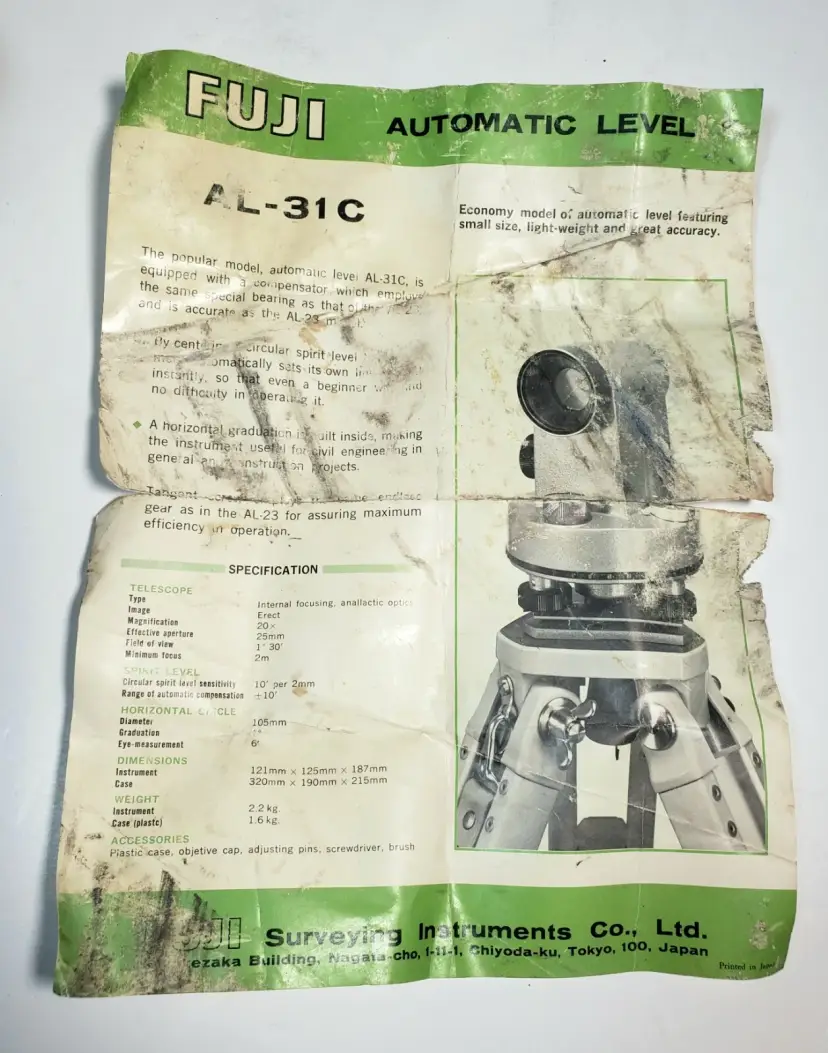 FUJI AUTOMATIC LEVEL
AL-31C
Economy model of automatic level featuring
small size, light-weight and great accuracy.
The popular model, automatic level AL-31C, is
equipped with a compensator which employs
the same special bearing as that of the
and is accurate as the AL-23
By circular spirit level
sets its own
instantly, so that even a beginner
no difficulty in operating it.
◆ A horizontal graduation is built inside, making
the instrument useful for civil engineering in
general and construction projects.
Tangent endless
gear as in the AL-23 for assuring maximum
efficiency in operation.
SPECIFICATION
TELESCOPE
Type Internal focusing, anallactic optics
Image Erect
Magnification 20×
Effective aperture 25mm
Field of view 1° 30'
Minimum focus 2m
SPIRIT LEVEL
Circular spirit level sensitivity 10' per 2mm
Range of automatic compensation ±10'
HORIZONTAL CIRCLE
Diameter 105mm
Graduation
Eye-measurement 6'
DIMENSIONS
Instrument 121mm × 125mm × 187mm
Case 320mm × 190mm × 215mm
WEIGHT
Instrument 2.2 kg.
Case (plastc) 1.6 kg.
ACCESSORIES
Plastic case, objetive cap, adjusting pins, screwdriver, brush
FUJI Surveying Instruments Co., Ltd.
Building, Nagata-cho, 1-11-1, Chiyoda-ku, Tokyo, 100, Japan
Printed in Japan